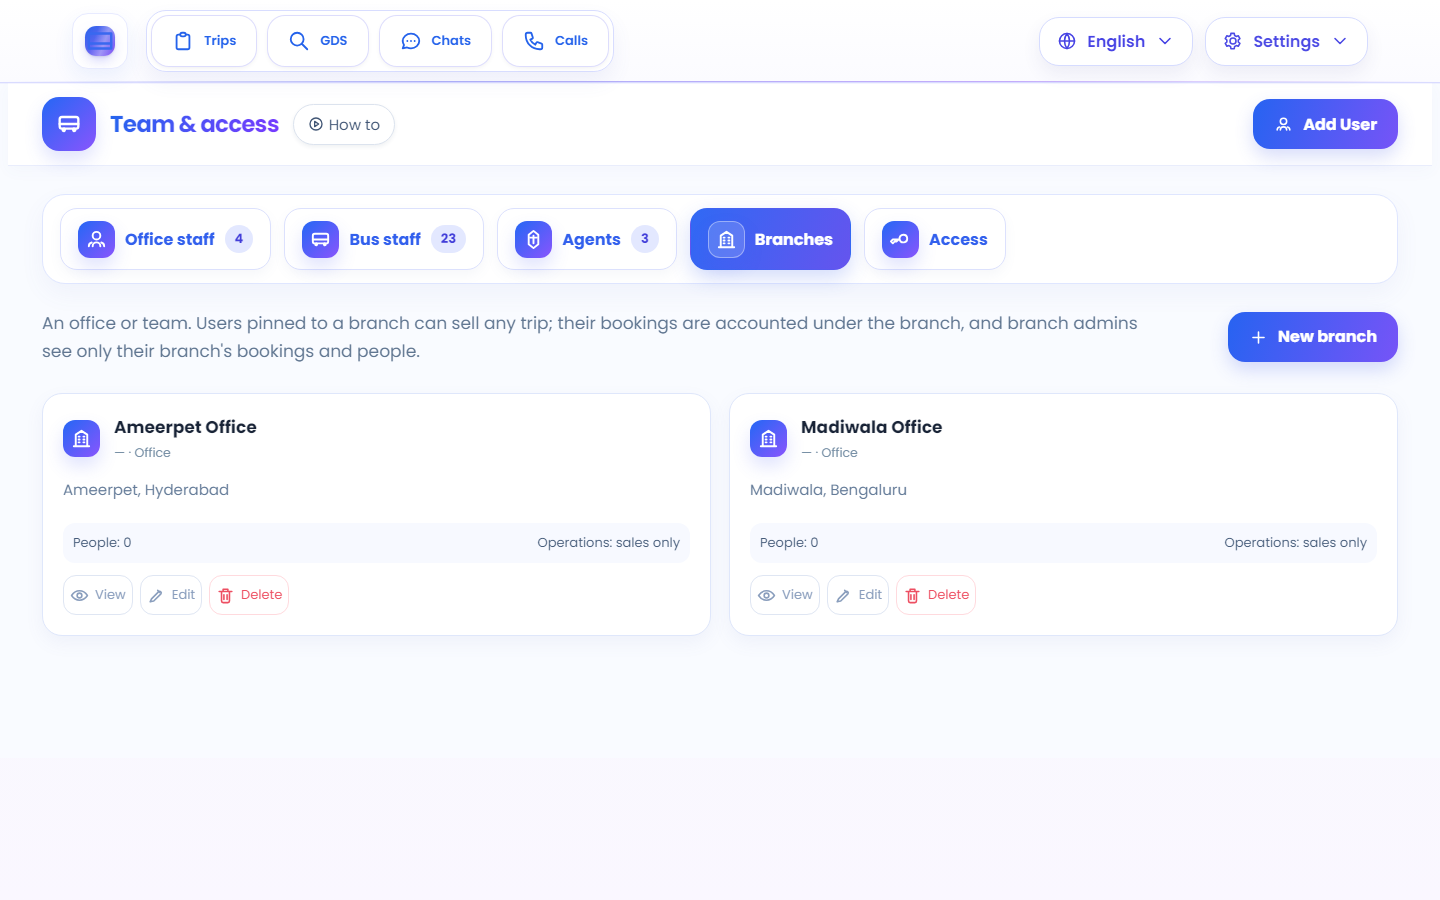 Trips
GDS
Chats
Calls
English
Settings
Team & access
How to
Add User
Office staff 4
Bus staff 23
Agents 3
Branches
Access
An office or team. Users pinned to a branch can sell any trip; their bookings are accounted under the branch, and branch admins
see only their branch's bookings and people.
New branch
Ameerpet Office
— · Office
Ameerpet, Hyderabad
People: 0
Operations: sales only
View
Edit
Delete
Madiwala Office
— · Office
Madiwala, Bengaluru
People: 0
Operations: sales only
View
Edit
Delete